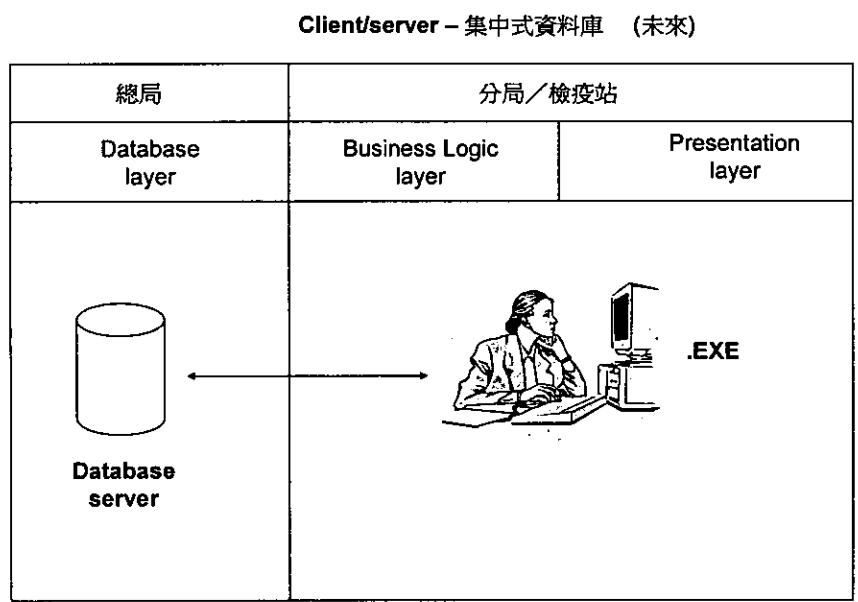 Client/server – 集中式資料庫 (未來)
總局
分局／檢疫站
Database
layer
Business Logic
layer
Presentation
layer
.EXE
Database
server